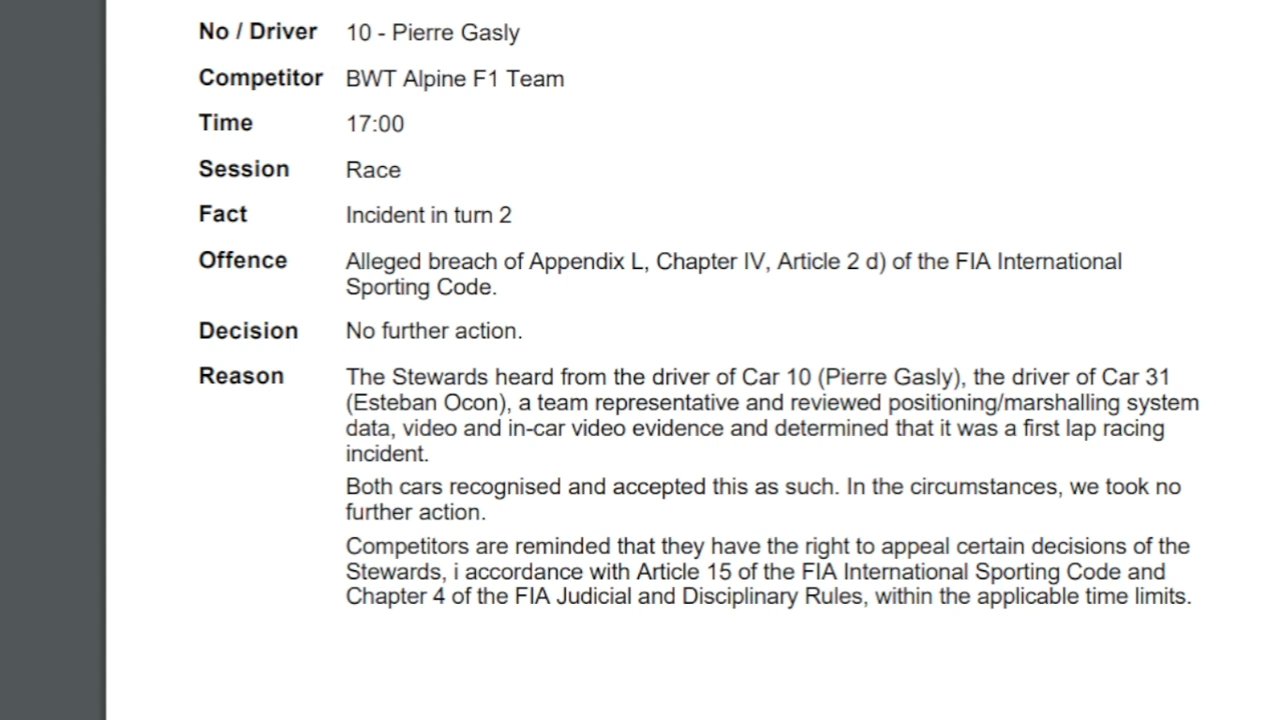 No / Driver 10 - Pierre Gasly
Competitor BWT Alpine F1 Team
Time 17:00
Session Race
Fact Incident in turn 2
Offence Alleged breach of Appendix L, Chapter IV, Article 2 d) of the FIA International
Sporting Code.
Decision No further action.
Reason The Stewards heard from the driver of Car 10 (Pierre Gasly), the driver of Car 31
(Esteban Ocon), a team representative and reviewed positioning/marshalling system
data, video and in-car video evidence and determined that it was a first lap racing
incident.
Both cars recognised and accepted this as such. In the circumstances, we took no
further action.
Competitors are reminded that they have the right to appeal certain decisions of the
Stewards, i accordance with Article 15 of the FIA International Sporting Code and
Chapter 4 of the FIA Judicial and Disciplinary Rules, within the applicable time limits.